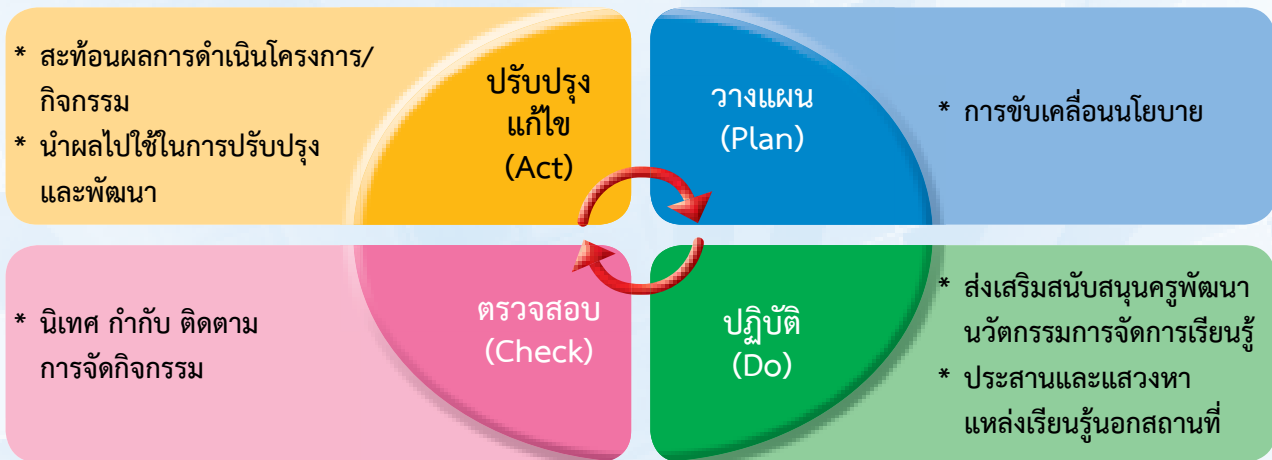 * สะท้อนผลการดำเนินโครงการ/
กิจกรรม
* นำผลไปใช้ในการปรับปรุง
และพัฒนา
ปรับปรุง
แก้ไข
(Act)
วางแผน
(Plan)
* การขับเคลื่อนนโยบาย
* นิเทศ กำกับ ติดตาม
การจัดกิจกรรม
ตรวจสอบ
(Check)
ปฏิบัติ
(Do)
* ส่งเสริมสนับสนุนครูพัฒนา
นวัตกรรมการจัดการเรียนรู้
* ประสานและแสวงหา
แหล่งเรียนรู้นอกสถานที่